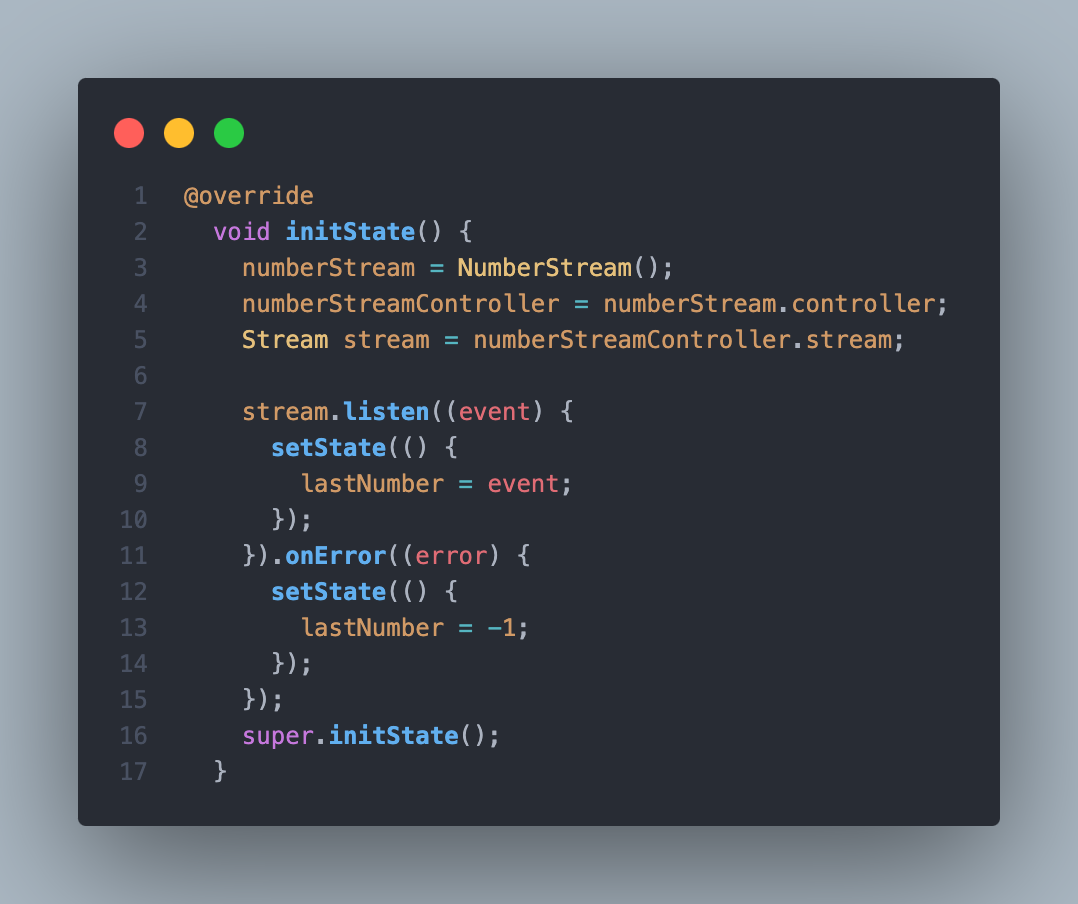 1 @override
2 void initState() {
3 numberStream = NumberStream();
4 numberStreamController = numberStream.controller;
5 Stream stream = numberStreamController.stream;
6
7 stream.listen((event) {
8 setState(() {
9 lastNumber = event;
10 });
11 }).onError((error) {
12 setState(() {
13 lastNumber = -1;
14 });
15 });
16 super.initState();
17 }